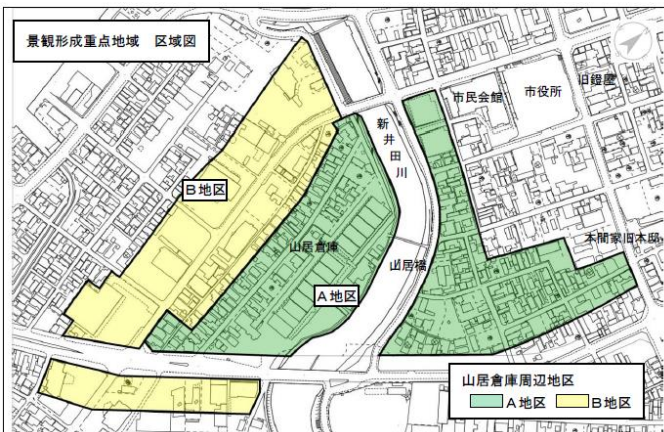 景観形成重点地域　区域図
市民会館
市役所
旧鐙屋
新井田川
B地区
山居倉庫
山居橋
本間家旧本邸
A地区
山居倉庫周辺地区
A地区
B地区